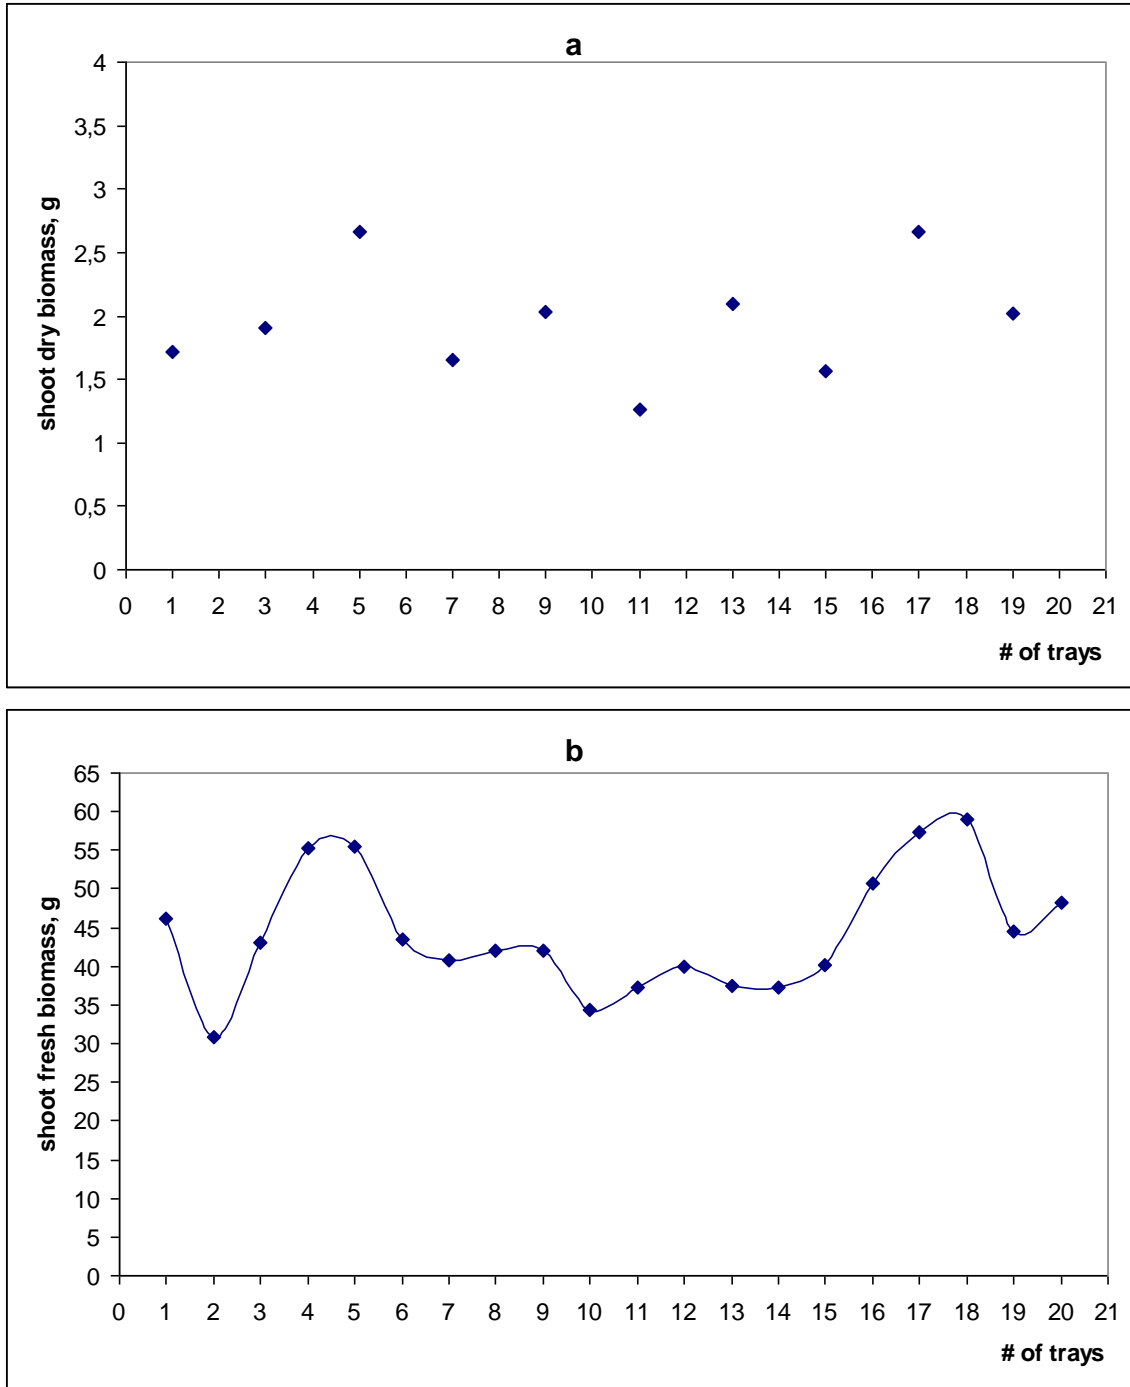 a
4
3,5
3
2,5
2
1,5
1
0,5
0
shoot dry biomass, g
0 1 2 3 4 5 6 7 8 9 10 11 12 13 14 15 16 17 18 19 20 21
# of trays
b
65
60
55
50
45
40
35
30
25
20
15
10
5
0
shoot fresh biomass, g
0 1 2 3 4 5 6 7 8 9 10 11 12 13 14 15 16 17 18 19 20 21
# of trays